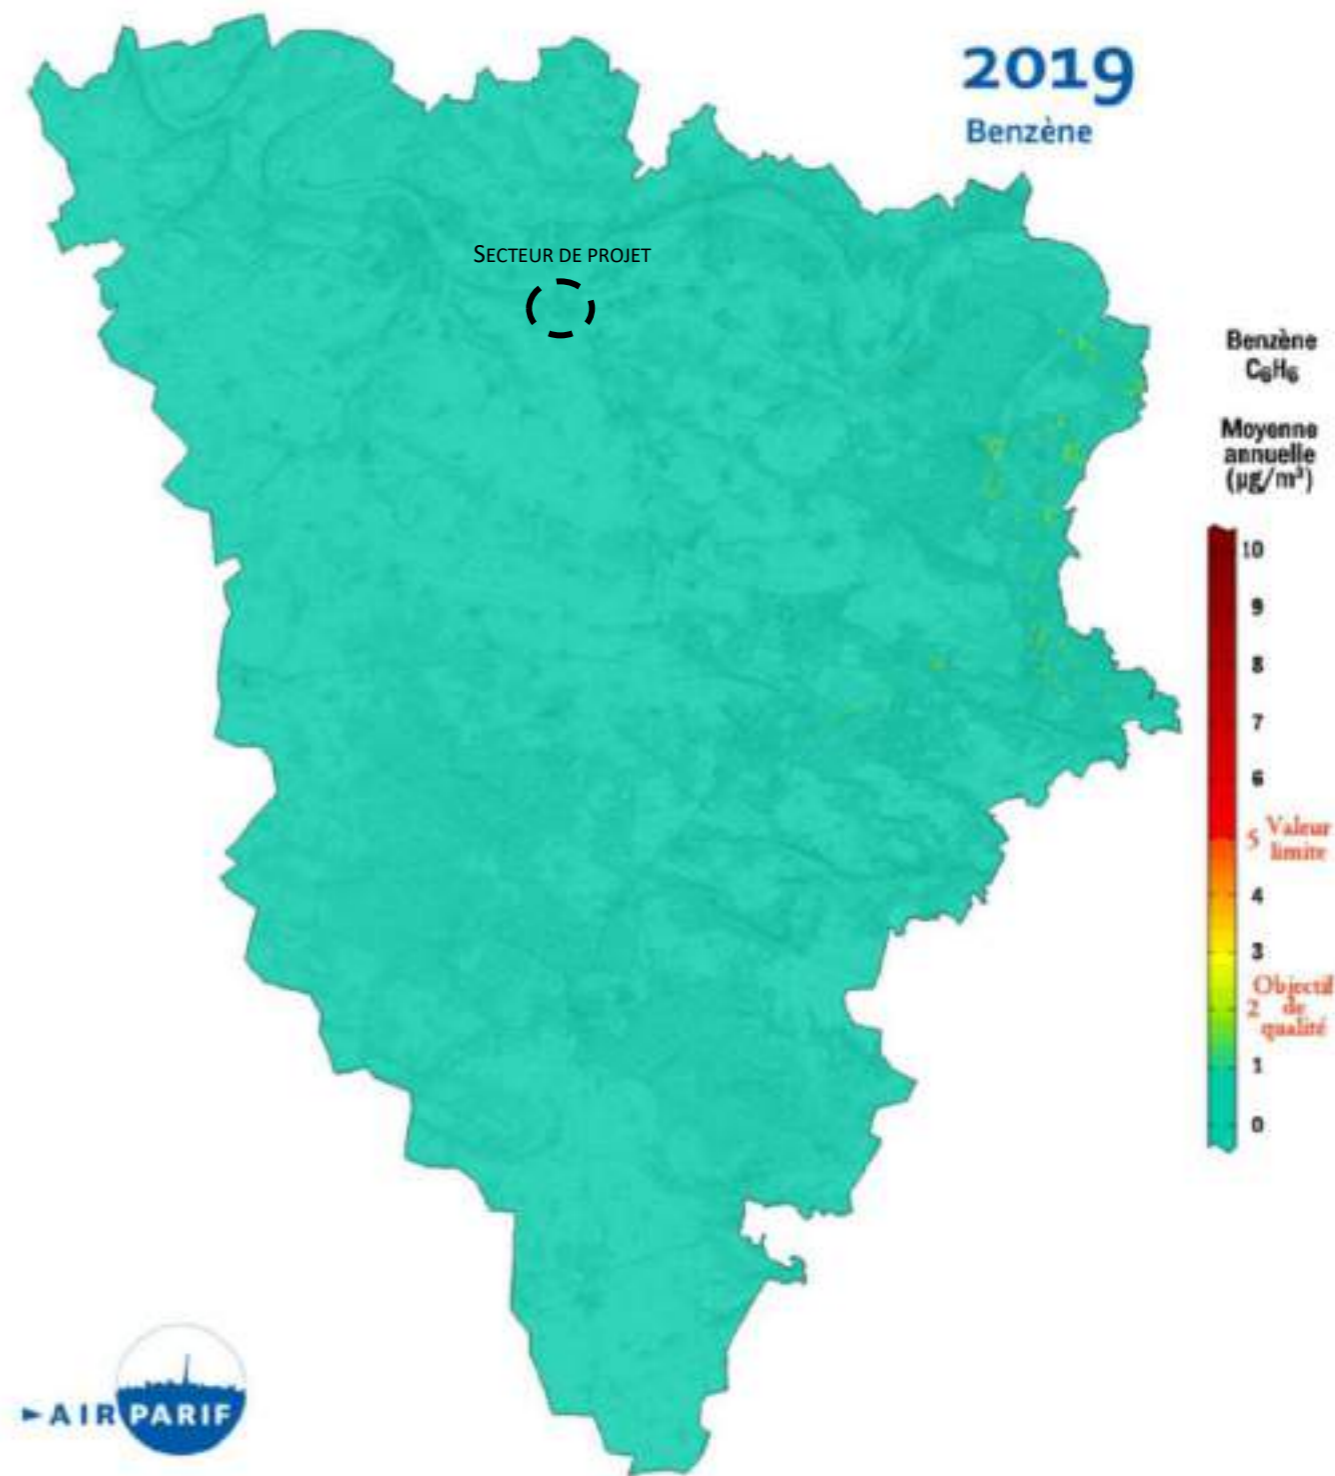 2019
Benzène
SECTEUR DE PROJET
Benzène
C6H6
Moyenne
annuelle
(µg/m³)
10
9
8
7
6
5 Valeur
limite
4
3
Objectif
2 de
qualité
1
0
AIRPARIF